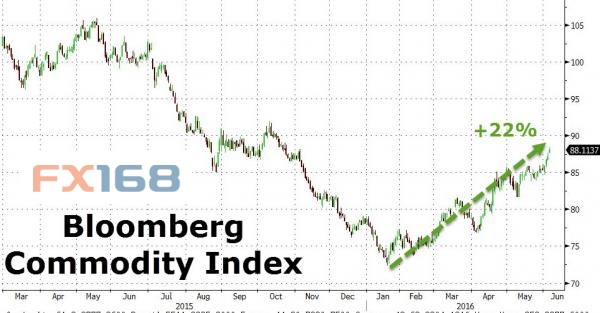 105
100
95
+22%
90
88.1137
FX168
85
Bloomberg
80
Commodity Index
75
70
Mar Apr May Jun Jul Aug Sep Oct Nov Dec Jan Feb Mar Apr May Jun
2015 2016